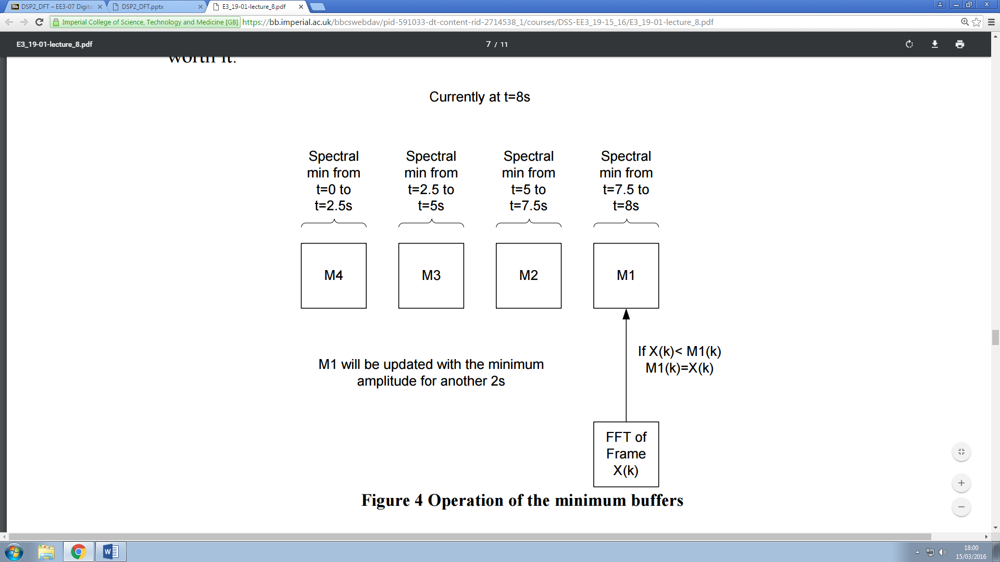 DSP2_DFT – EE3-07 Digita
DSP2_DFT.pptx
E3_19-01-lecture_8.pdf
Imperial College of Science, Technology and Medicine [GB]
https://bb.imperial.ac.uk/bbcswebdav/pid-591033-dt-content-rid-2714538_1/courses/DSS-EE3_19-15_16/E3_19-01-lecture_8.pdf
E3_19-01-lecture_8.pdf
7 / 11
worth it.
Currently at t=8s
Spectral
min from
t=0 to
t=2.5s
Spectral
min from
t=2.5 to
t=5s
Spectral
min from
t=5 to
t=7.5s
Spectral
min from
t=7.5 to
t=8s
M4
M3
M2
M1
If X(k)< M1(k)
M1(k)=X(k)
M1 will be updated with the minimum
amplitude for another 2s
FFT of
Frame
X(k)
Figure 4 Operation of the minimum buffers
18:00
15/03/2016